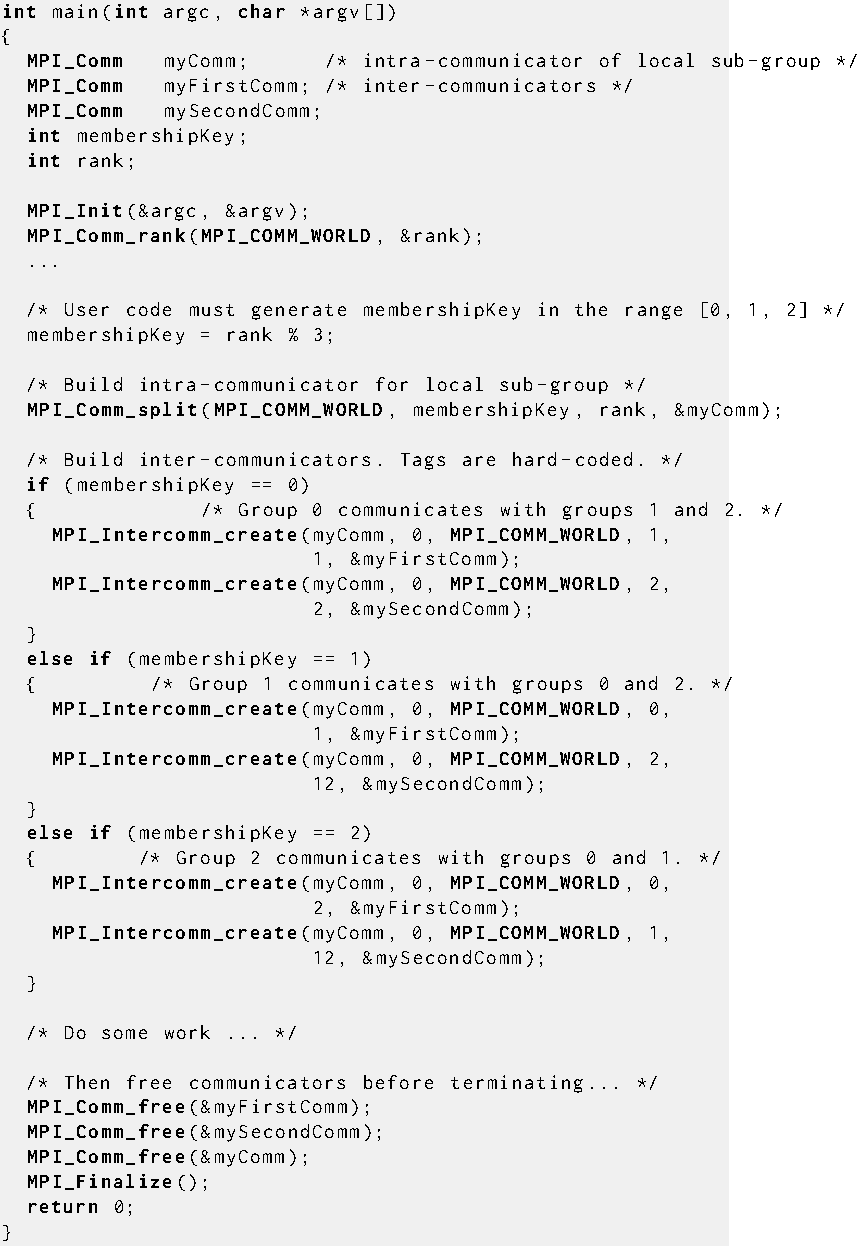 int main(int argc, char *argv[])
{
  MPI_Comm   myComm;      /* intra-communicator of local sub-group */
  MPI_Comm   myFirstComm; /* inter-communicators */
  MPI_Comm   mySecondComm;
  int membershipKey;
  int rank;

  MPI_Init(&argc, &argv);
  MPI_Comm_rank(MPI_COMM_WORLD, &rank);
  ...

  /* User code must generate membershipKey in the range [0, 1, 2] */
  membershipKey = rank % 3;

  /* Build intra-communicator for local sub-group */
  MPI_Comm_split(MPI_COMM_WORLD, membershipKey, rank, &myComm);

  /* Build inter-communicators. Tags are hard-coded. */
  if (membershipKey == 0)
  {             /* Group 0 communicates with groups 1 and 2. */
    MPI_Intercomm_create(myComm, 0, MPI_COMM_WORLD, 1,
                         1, &myFirstComm);
    MPI_Intercomm_create(myComm, 0, MPI_COMM_WORLD, 2,
                         2, &mySecondComm);
  }
  else if (membershipKey == 1)
  {         /* Group 1 communicates with groups 0 and 2. */
    MPI_Intercomm_create(myComm, 0, MPI_COMM_WORLD, 0,
                         1, &myFirstComm);
    MPI_Intercomm_create(myComm, 0, MPI_COMM_WORLD, 2,
                         12, &mySecondComm);
  }
  else if (membershipKey == 2)
  {        /* Group 2 communicates with groups 0 and 1. */
    MPI_Intercomm_create(myComm, 0, MPI_COMM_WORLD, 0,
                         2, &myFirstComm);
    MPI_Intercomm_create(myComm, 0, MPI_COMM_WORLD, 1,
                         12, &mySecondComm);
  }

  /* Do some work ... */

  /* Then free communicators before terminating... */
  MPI_Comm_free(&myFirstComm);
  MPI_Comm_free(&mySecondComm);
  MPI_Comm_free(&myComm);
  MPI_Finalize();
  return 0;
}